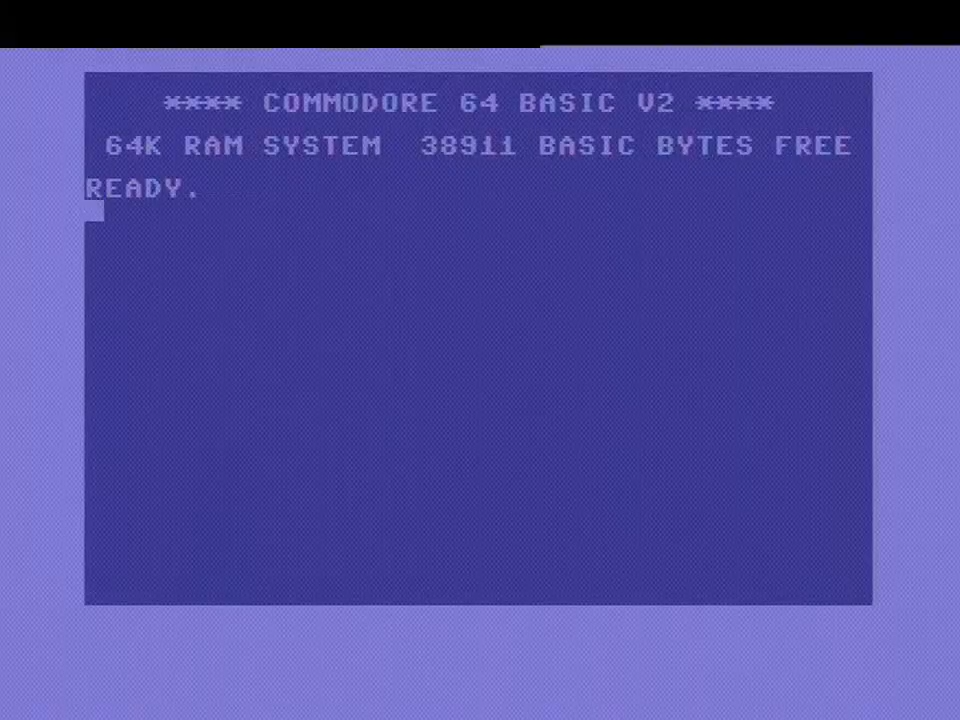 **** COMMODORE 64 BASIC V2 ****
64K RAM SYSTEM  38911 BASIC BYTES FREE
READY.